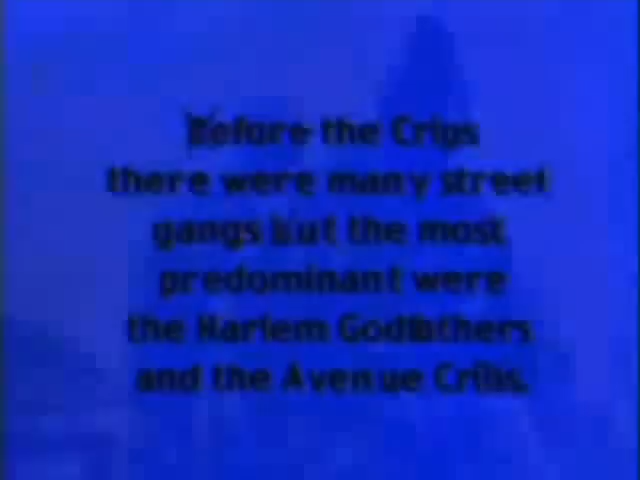 Before the Crips
there were many street
gangs but the most
predominant were
the Harlem Godfathers
and the Avenue Cribs.